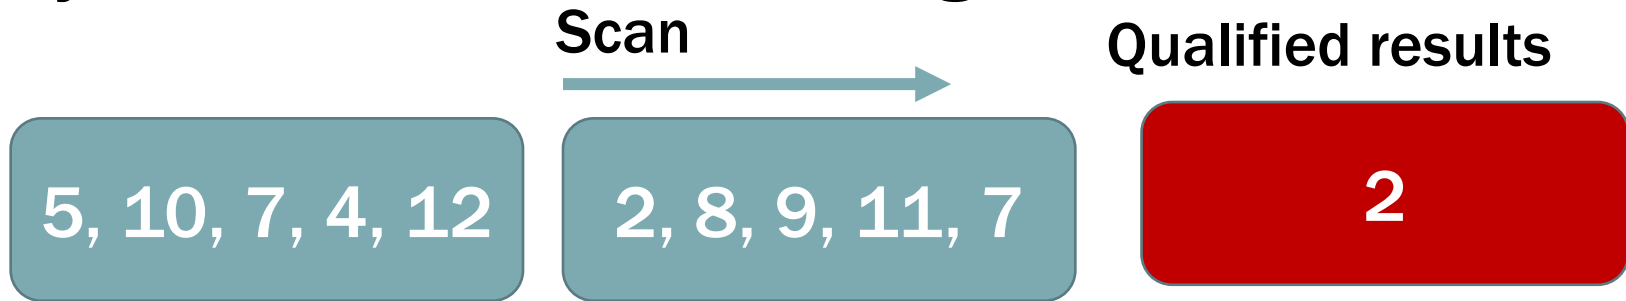 Scan
Qualified results
5, 10, 7, 4, 12
2, 8, 9, 11, 7
2